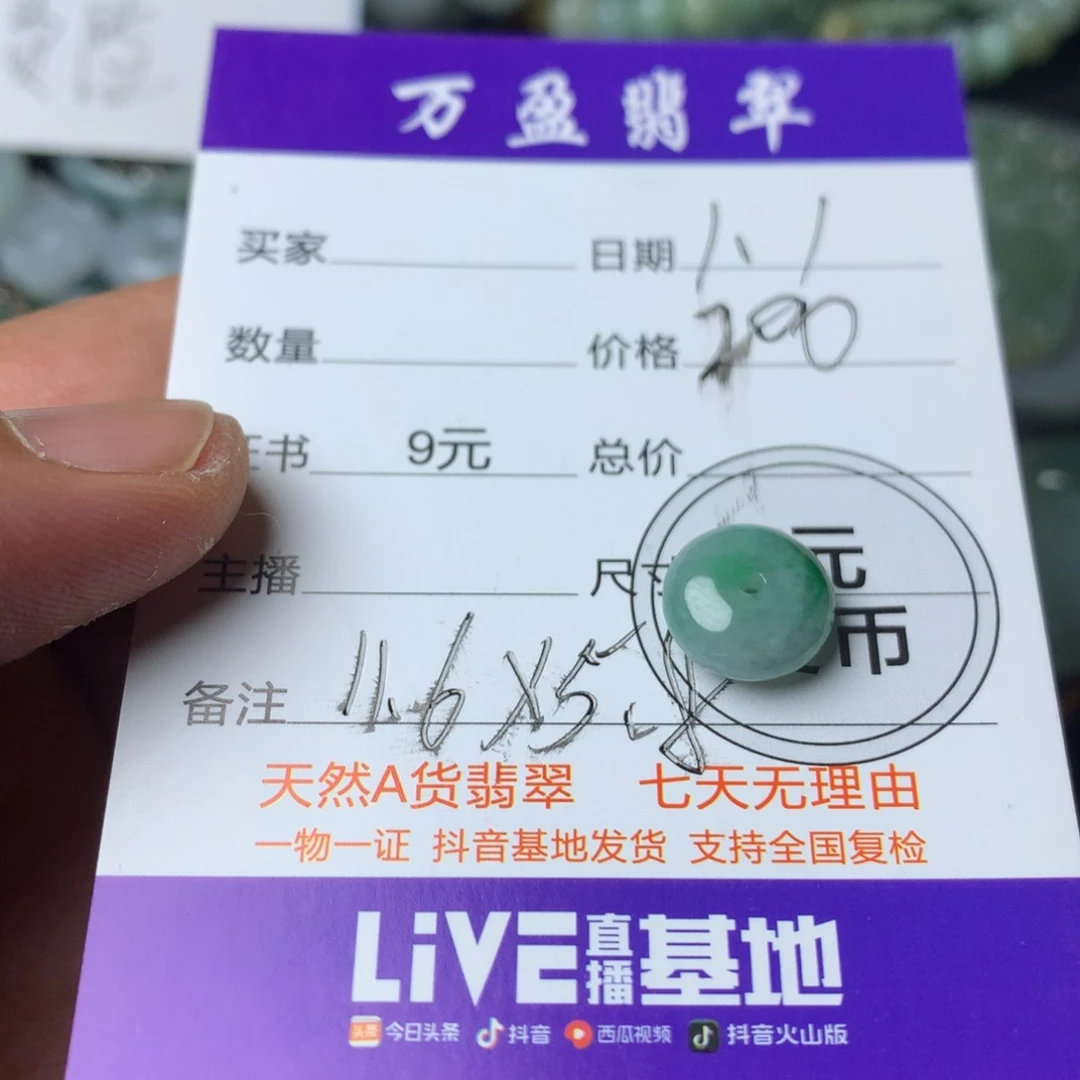 万盈翡翠
买家 日期 1、1
数量 价格 200
证书 9元 总价
主播 尺寸
元
币
备注 11.6X5.8
天然A货翡翠 七天无理由
一物一证 抖音基地发货 支持全国复检
LiVE直播基地
头条 今日头条 抖音 西瓜视频 抖音火山版